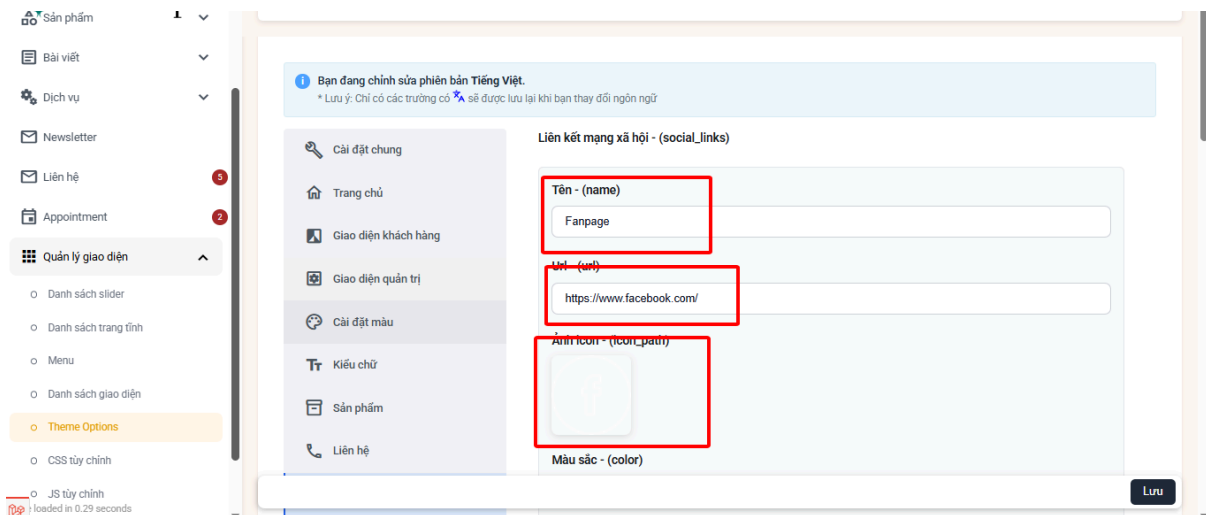 Sản phẩm
Bài viết
Dịch vụ
Newsletter
Liên hệ 5
Appointment 2
Quản lý giao diện
Danh sách slider
Danh sách trang tĩnh
Menu
Danh sách giao diện
Theme Options
CSS tùy chỉnh
JS tùy chỉnh
loaded in 0.29 seconds
Bạn đang chỉnh sửa phiên bản Tiếng Việt.
* Lưu ý: Chỉ có các trường có sẽ được lưu lại khi bạn thay đổi ngôn ngữ
Cài đặt chung
Trang chủ
Giao diện khách hàng
Giao diện quản trị
Cài đặt màu
Kiểu chữ
Sản phẩm
Liên hệ
Liên kết mạng xã hội - (social_links)
Tên - (name)
Fanpage
Url - (url)
https://www.facebook.com/
Ảnh icon - (icon_path)
Màu sắc - (color)
Lưu